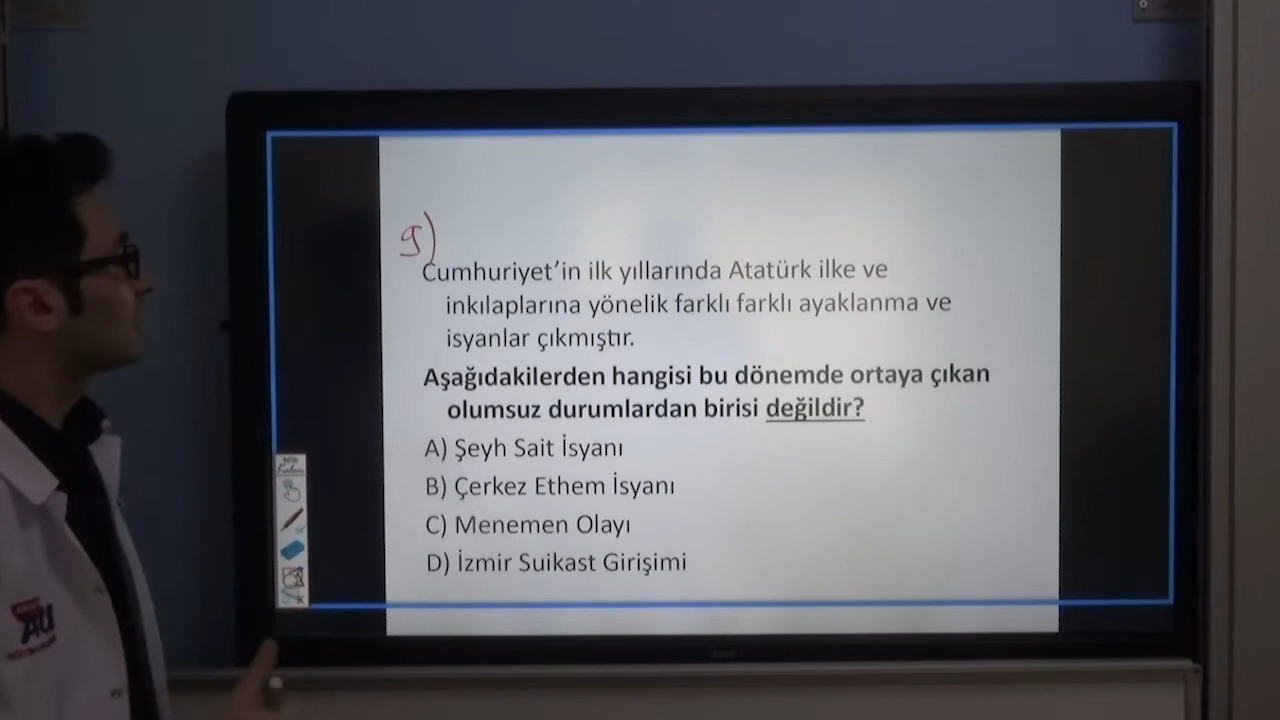 9)
Cumhuriyet’in ilk yıllarında Atatürk ilke ve
inkılaplarına yönelik farklı farklı ayaklanma ve
isyanlar çıkmıştır.
Aşağıdakilerden hangisi bu dönemde ortaya çıkan
olumsuz durumlardan birisi değildir?
A) Şeyh Sait İsyanı
B) Çerkez Ethem İsyanı
C) Menemen Olayı
D) İzmir Suikast Girişimi
Kalem